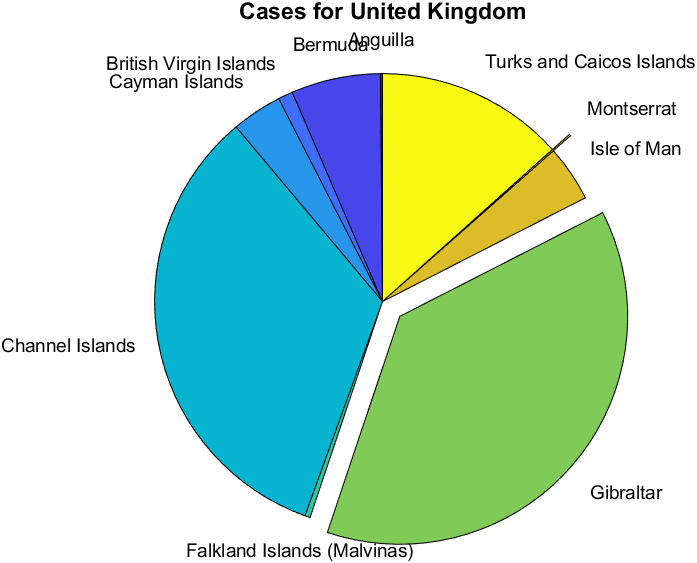 Cases for United Kingdom
Anguilla
Bermuda
British Virgin Islands
Cayman Islands
Channel Islands
Falkland Islands (Malvinas)
Gibraltar
Isle of Man
Montserrat
Turks and Caicos Islands